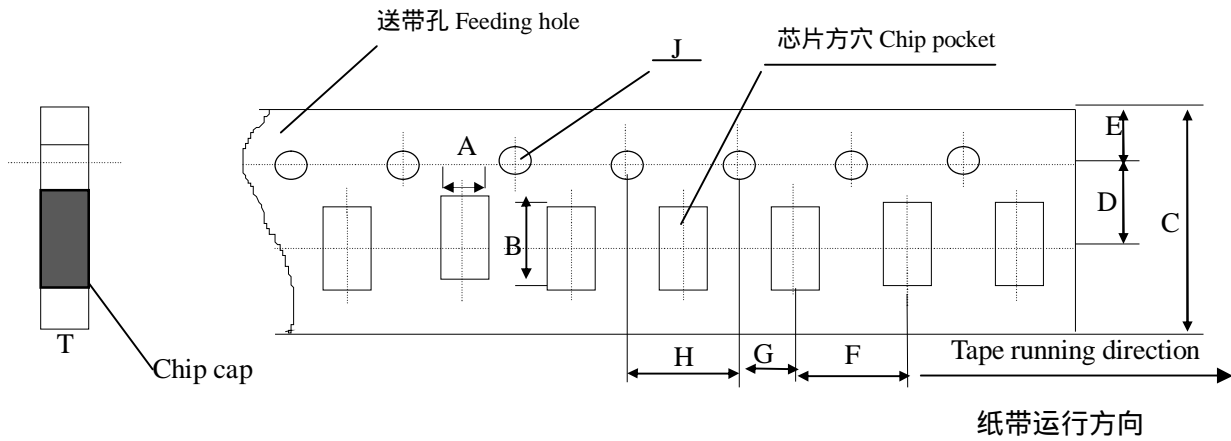 送带孔 Feeding hole
芯片方穴 Chip pocket
J
A
E
D
C
B
T
Chip cap
H
G
F
Tape running direction
纸带运行方向